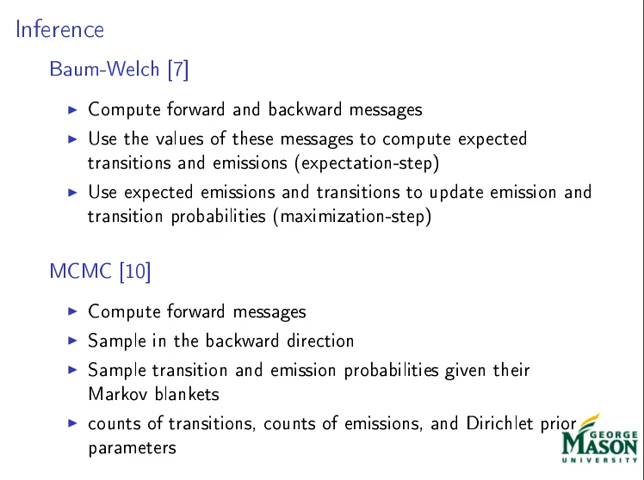 Inference
Baum-Welch [7]
Compute forward and backward messages
Use the values of these messages to compute expected
transitions and emissions (expectation-step)
Use expected emissions and transitions to update emission and
transition probabilities (maximization-step)
MCMC [10]
Compute forward messages
Sample in the backward direction
Sample transition and emission probabilities given their
Markov blankets
counts of transitions, counts of emissions, and Dirichlet prior
parameters
GEORGE
MASON
UNIVERSITY